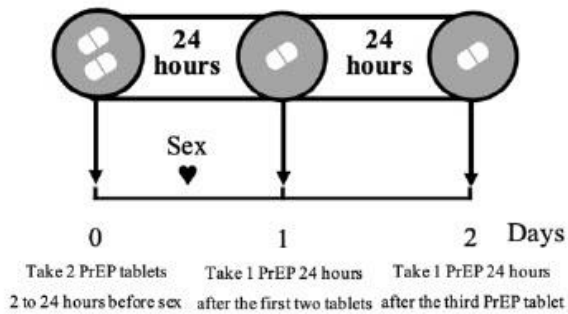 24 24
hours hours
Sex
0 1 2 Days
Take 2 PrEP tablets Take 1 PrEP 24 hours Take 1 PrEP 24 hours
2 to 24 hours before sex after the first two tablets after the third PrEP tablet